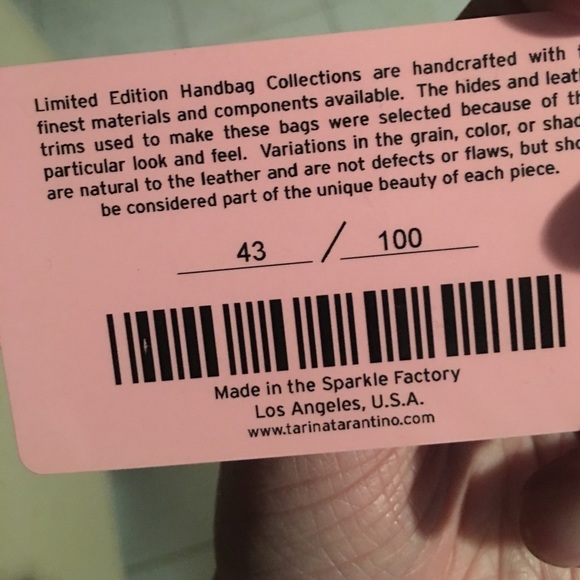 Limited Edition Handbag Collections are handcrafted with
finest materials and components available. The hides and
trims used to make these bags were selected because of
particular look and feel. Variations in the grain, color, or
are natural to the leather and are not defects or flaws, but
be considered part of the unique beauty of each piece.
43 / 100
Made in the Sparkle Factory
Los Angeles, U.S.A.
www.tarinatarantino.com